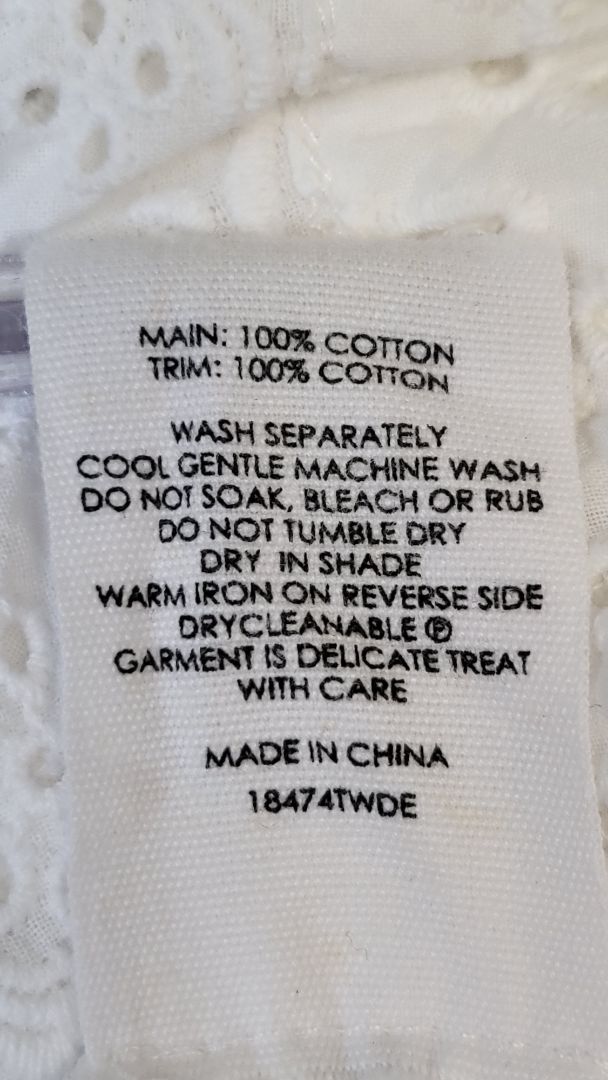 MAIN: 100% COTTON
TRIM: 100% COTTON
WASH SEPARATELY
COOL GENTLE MACHINE WASH
DO NOT SOAK, BLEACH OR RUB
DO NOT TUMBLE DRY
DRY IN SHADE
WARM IRON ON REVERSE SIDE
DRYCLEANABLE Ⓟ
GARMENT IS DELICATE TREAT
WITH CARE
MADE IN CHINA
18474TWDE